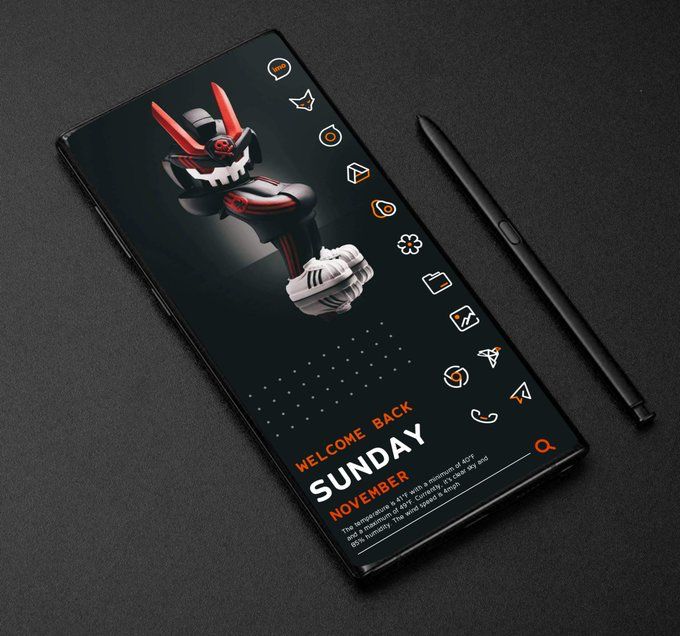 imo
WELCOME BACK
SUNDAY
NOVEMBER
The temperature is 41°F with a minimum of 40°F
and a maximum of 49°F. Currently, it's clear sky and
85% humidity. The wind speed is 4mph